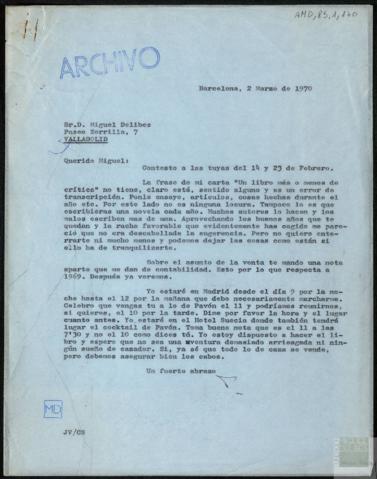 AMD,85,1,120
ARCHIVO
Barcelona, 2 Marzo de 1970
Sr.D. Miguel Delibes
Paseo Zorrilla, 7
VALLADOLID
Querido Miguel:
Contesto a las tuyas del 14 y 23 de Febrero.
La frase de mi carta "Un libro más o menos de
crítica" no tiene, claro está, sentido alguno y es un error de
transcripción. Ponía ensayo, artículos, cosas hechas durante el
año etc. Por este lado no es ninguna locura. Tampoco lo es que
escribieras una novela cada año. Muchos autores lo hacen y los
malos escriben mas de una. Aprovechando los buenos años que te
quedan y la racha favorable que evidentemente has cogido me pare-
ció que no era descabellada la sugerencia. Pero no quiero ente-
rrarte ni mucho menos y podemos dejar las cosas como están si
ello ha de tranquilizarte.
Sobre el asunto de la venta te mando una nota
aparte que me dan de contabilidad. Esto por lo que respecta a
1969. Después ya veremos.
Yo estaré en Madrid desde el día 9 por la no-
che hasta el 12 por la mañana que debo necesariamente marcharme.
Celebro que vengas tu a lo de Pavón el 11 y podríamos reunirnos,
si quieres, el 10 por la tarde. Dime por favor la hora y el lugar
cuanto antes. Yo estaré en el Hotel Suecia donde también tendrá
lugar el cocktail de Pavón. Toma buena nota que es el 11 a las
7'30 y no el 10 como dices tú. Yo estoy dispuesto a hacer el li-
bro y espero que no sea una aventura demasiado arriesgada ni nin-
gún sueño de cazador. Si, ya sé que todo lo de caza se vende,
pero debemos asegurar bien los cabos.
Un fuerte abrazo
MD
JV/CS